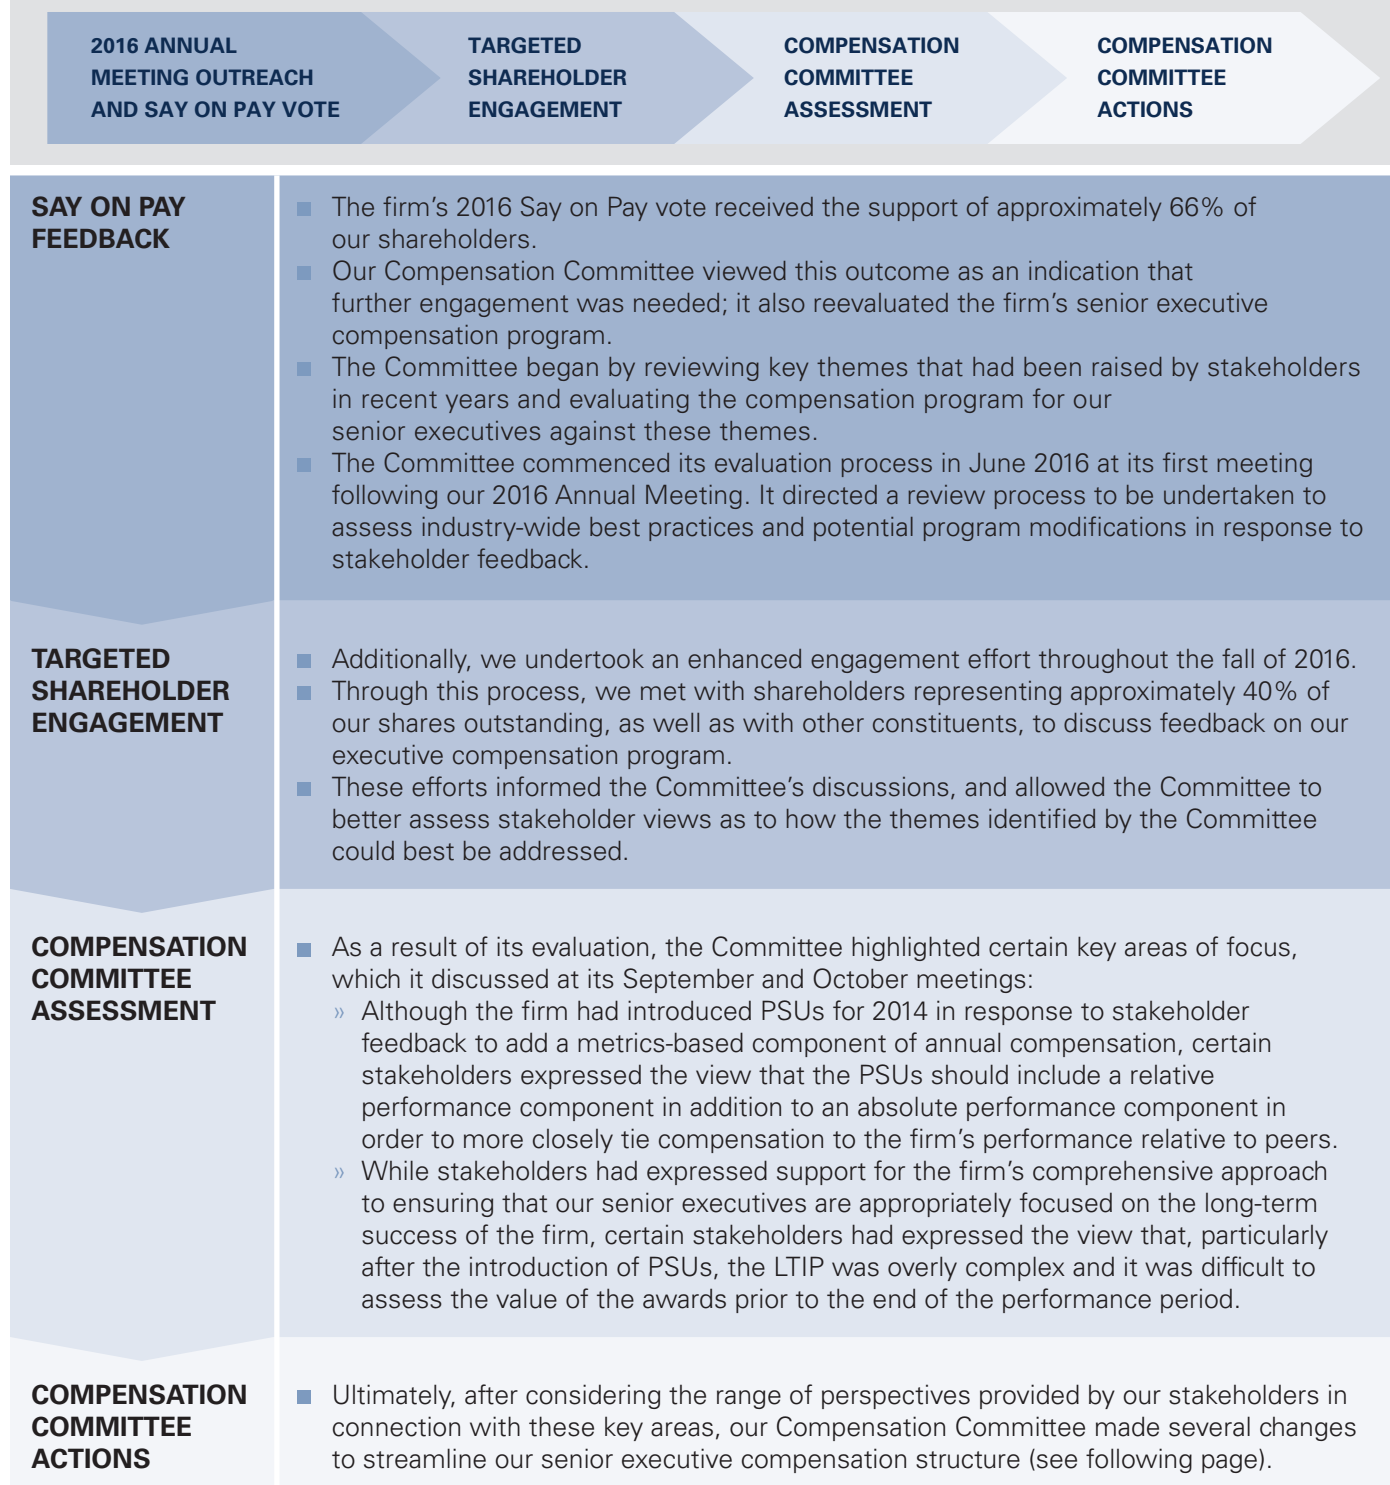 2016 ANNUAL
MEETING OUTREACH
AND SAY ON PAY VOTE
TARGETED
SHAREHOLDER
ENGAGEMENT
COMPENSATION
COMMITTEE
ASSESSMENT
COMPENSATION
COMMITTEE
ACTIONS
SAY ON PAY
FEEDBACK
■ The firm's 2016 Say on Pay vote received the support of approximately 66% of
our shareholders.
■ Our Compensation Committee viewed this outcome as an indication that
further engagement was needed; it also reevaluated the firm's senior executive
compensation program.
■ The Committee began by reviewing key themes that had been raised by stakeholders
in recent years and evaluating the compensation program for our
senior executives against these themes.
■ The Committee commenced its evaluation process in June 2016 at its first meeting
following our 2016 Annual Meeting. It directed a review process to be undertaken to
assess industry-wide best practices and potential program modifications in response to
stakeholder feedback.
TARGETED
SHAREHOLDER
ENGAGEMENT
■ Additionally, we undertook an enhanced engagement effort throughout the fall of 2016.
■ Through this process, we met with shareholders representing approximately 40% of
our shares outstanding, as well as with other constituents, to discuss feedback on our
executive compensation program.
■ These efforts informed the Committee's discussions, and allowed the Committee to
better assess stakeholder views as to how the themes identified by the Committee
could best be addressed.
COMPENSATION
COMMITTEE
ASSESSMENT
■ As a result of its evaluation, the Committee highlighted certain key areas of focus,
which it discussed at its September and October meetings:
» Although the firm had introduced PSUs for 2014 in response to stakeholder
feedback to add a metrics-based component of annual compensation, certain
stakeholders expressed the view that the PSUs should include a relative
performance component in addition to an absolute performance component in
order to more closely tie compensation to the firm's performance relative to peers.
» While stakeholders had expressed support for the firm's comprehensive approach
to ensuring that our senior executives are appropriately focused on the long-term
success of the firm, certain stakeholders had expressed the view that, particularly
after the introduction of PSUs, the LTIP was overly complex and it was difficult to
assess the value of the awards prior to the end of the performance period.
COMPENSATION
COMMITTEE
ACTIONS
■ Ultimately, after considering the range of perspectives provided by our stakeholders in
connection with these key areas, our Compensation Committee made several changes
to streamline our senior executive compensation structure (see following page).